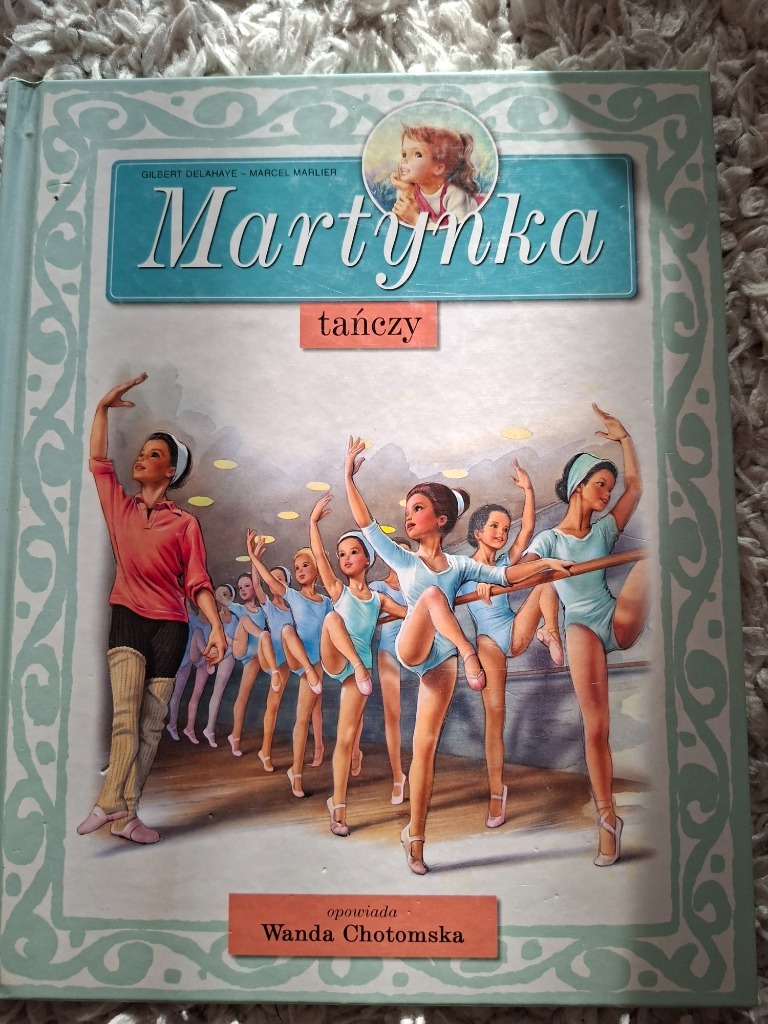 GILBERT DELAHAYE – MARCEL MARLIER
Martynka
tańczy
opowiada
Wanda Chotomska